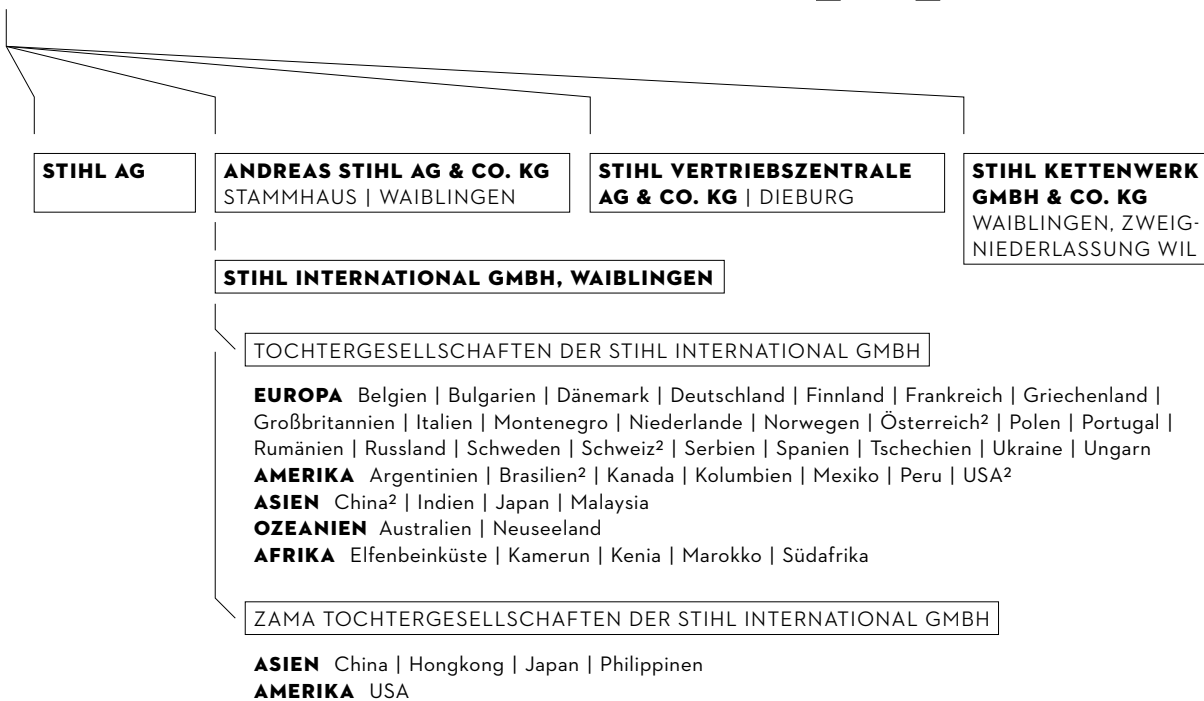 STIHL AG
ANDREAS STIHL AG & CO. KG
STAMMHAUS | WAIBLINGEN
STIHL VERTRIEBSZENTRALE
AG & CO. KG | DIEBURG
STIHL KETTENWERK
GMBH & CO. KG
WAIBLINGEN, ZWEIG-
NIEDERLASSUNG WIL
STIHL INTERNATIONAL GMBH, WAIBLINGEN
TOCHTERGESELLSCHAFTEN DER STIHL INTERNATIONAL GMBH
EUROPA Belgien | Bulgarien | Dänemark | Deutschland | Finnland | Frankreich | Griechenland |
Großbritannien | Italien | Montenegro | Niederlande | Norwegen | Österreich² | Polen | Portugal |
Rumänien | Russland | Schweden | Schweiz² | Serbien | Spanien | Tschechien | Ukraine | Ungarn
AMERIKA Argentinien | Brasilien² | Kanada | Kolumbien | Mexiko | Peru | USA²
ASIEN China² | Indien | Japan | Malaysia
OZEANIEN Australien | Neuseeland
AFRIKA Elfenbeinküste | Kamerun | Kenia | Marokko | Südafrika
ZAMA TOCHTERGESELLSCHAFTEN DER STIHL INTERNATIONAL GMBH
ASIEN China | Hongkong | Japan | Philippinen
AMERIKA USA